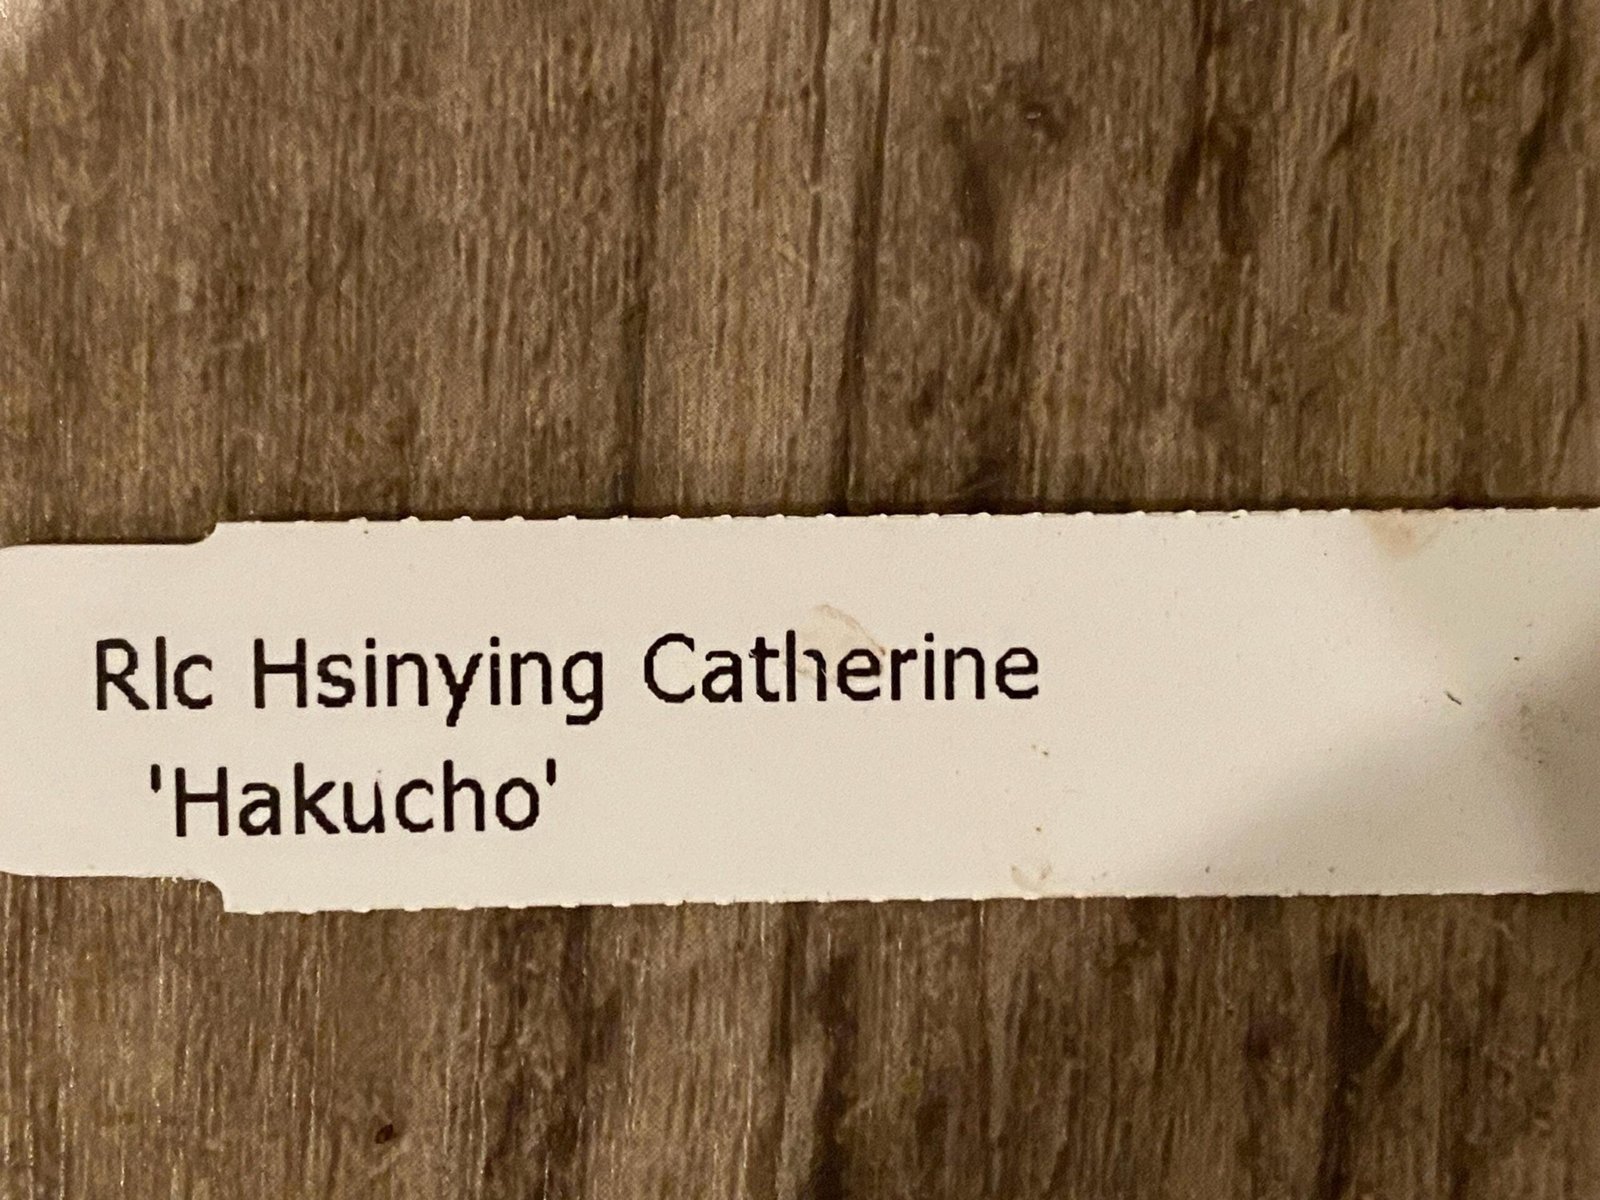 Rlc Hsinying Catherine
'Hakucho'